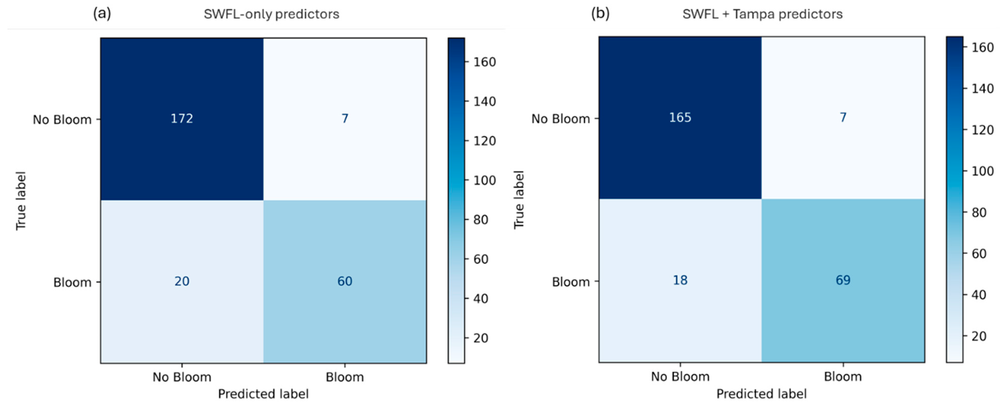 (a) SWFL-only predictors
172 7
20 60
No Bloom
Bloom
True label
No Bloom Bloom
Predicted label
160
140
120
100
80
60
40
20
(b) SWFL + Tampa predictors
165 7
18 69
No Bloom
Bloom
True label
No Bloom Bloom
Predicted label
160
140
120
100
80
60
40
20